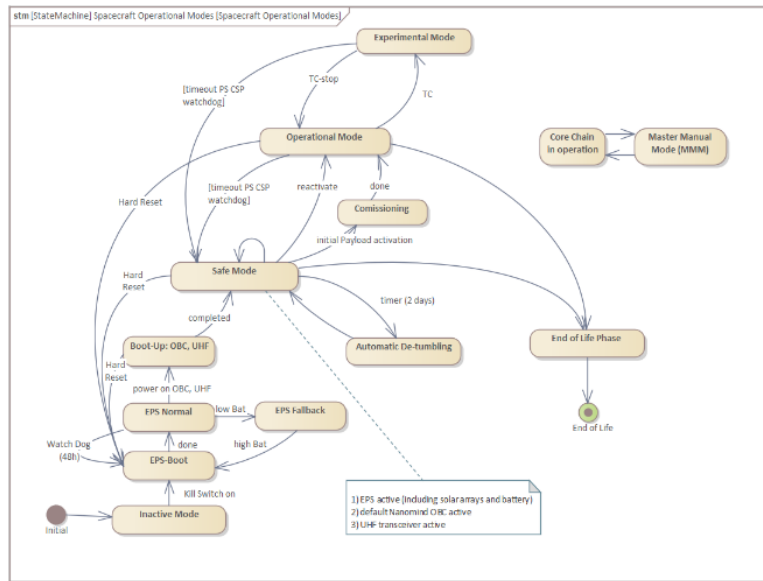 stm [StateMachine] Spacecraft Operational Modes [Spacecraft Operational Modes]
Experimental Mode
[timeout PS CSP
watchdog]
TC-stop
TC
Operational Mode
Core Chain
in operation
Master Manual
Mode (MMM)
[timeout PS CSP
watchdog]
reactivate
done
Hard Reset
Comissioning
initial Payload activation
Safe Mode
Hard
Reset
timer (2 days)
completed
Boot-Up: OBC, UHF
Automatic De-tumbling
End of Life Phase
Hard
Reset
power on OBC, UHF
EPS Normal
low Bat
EPS Fallback
End of Life
Watch Dog
(48h)
done
high Bat
EPS-Boot
Kill Switch on
1) EPS active (including solar arrays and battery)
2) default Nanomind OBC active
3) UHF transceiver active
Initial
Inactive Mode